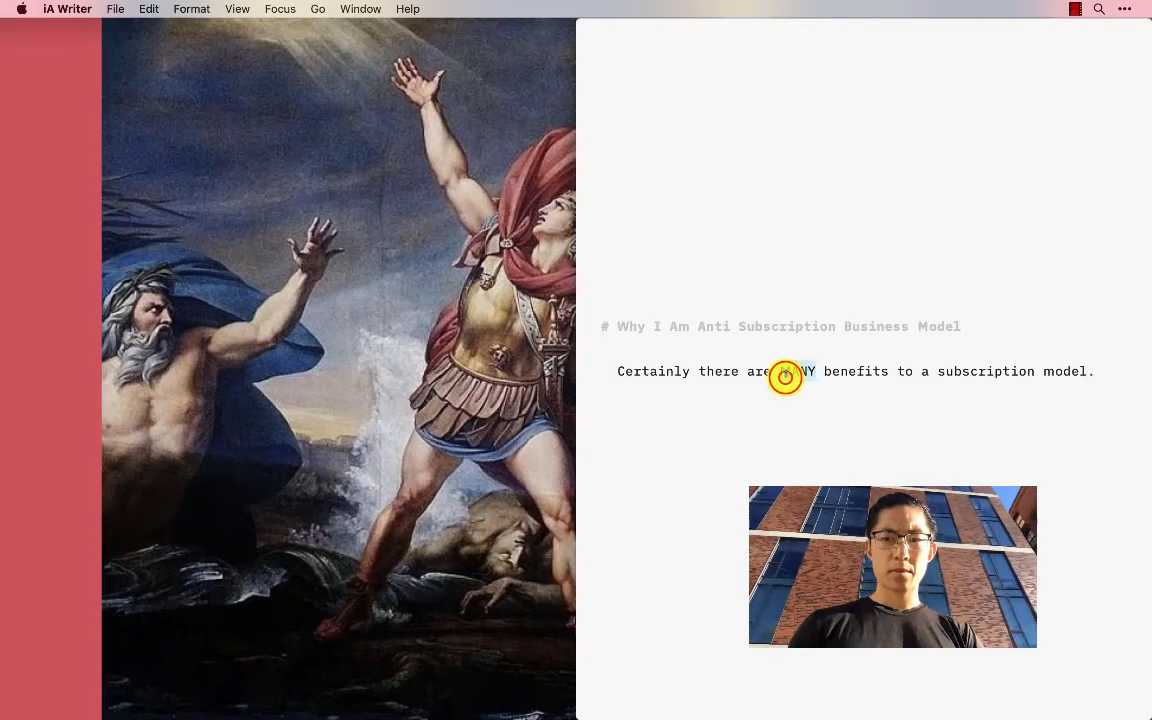 iA Writer File Edit Format View Focus Go Window Help
# Why I Am Anti Subscription Business Model
Certainly there are MANY benefits to a subscription model.